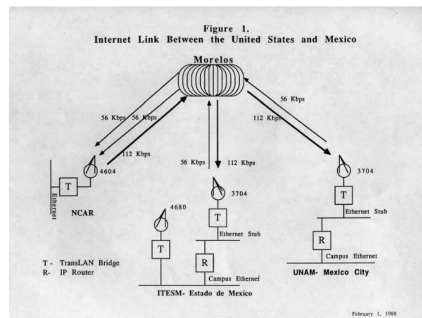 Figure 1.
Internet Link Between the United States and Mexico
Morelos
56 Kbps
56 Kbps
56 Kbps
112 Kbps
112 Kbps
56 Kbps
112 Kbps
4604
T
Ethernet
NCAR
4680
T
3704
T
Ethernet Stub
R
Campus Ethernet
3704
T
Ethernet Stub
R
Campus Ethernet
T - TransLAN Bridge
R- IP Router
ITESM- Estado de Mexico
UNAM- Mexico City
February 1, 1988